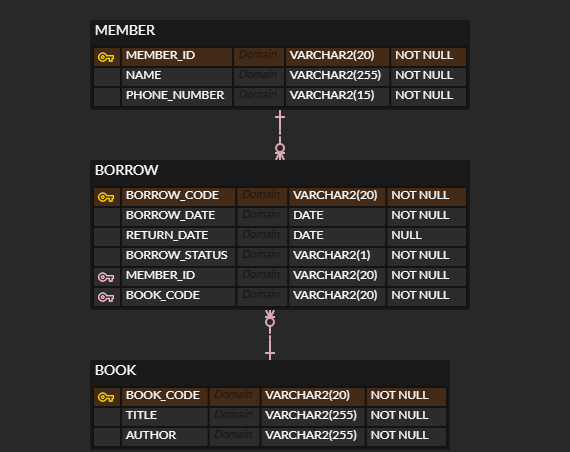 MEMBER
MEMBER_ID Domain VARCHAR2(20) NOT NULL
NAME Domain VARCHAR2(255) NOT NULL
PHONE_NUMBER Domain VARCHAR2(15) NOT NULL
BORROW
BORROW_CODE Domain VARCHAR2(20) NOT NULL
BORROW_DATE Domain DATE NOT NULL
RETURN_DATE Domain DATE NULL
BORROW_STATUS Domain VARCHAR2(1) NOT NULL
MEMBER_ID Domain VARCHAR2(20) NOT NULL
BOOK_CODE Domain VARCHAR2(20) NOT NULL
BOOK
BOOK_CODE Domain VARCHAR2(20) NOT NULL
TITLE Domain VARCHAR2(255) NOT NULL
AUTHOR Domain VARCHAR2(255) NOT NULL